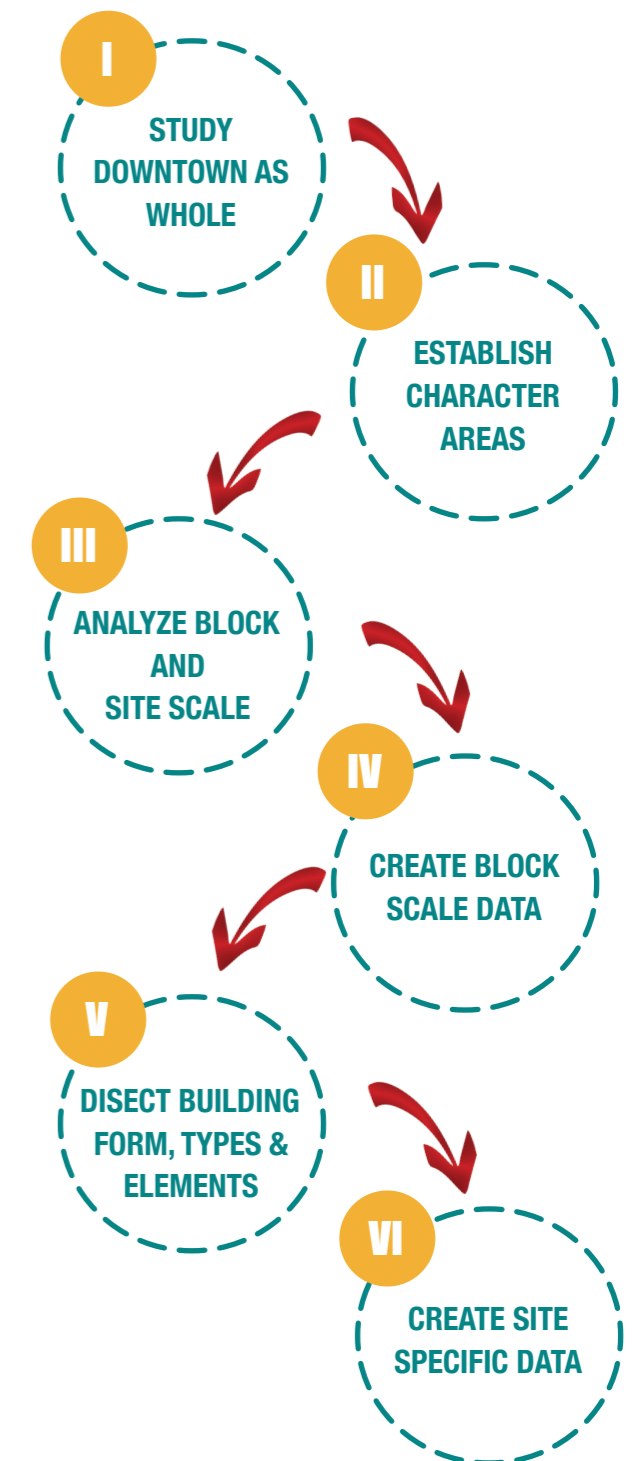 I
STUDY
DOWNTOWN AS
WHOLE
II
ESTABLISH
CHARACTER
AREAS
III
ANALYZE BLOCK
AND
SITE SCALE
IV
CREATE BLOCK
SCALE DATA
V
DISECT BUILDING
FORM, TYPES &
ELEMENTS
VI
CREATE SITE
SPECIFIC DATA